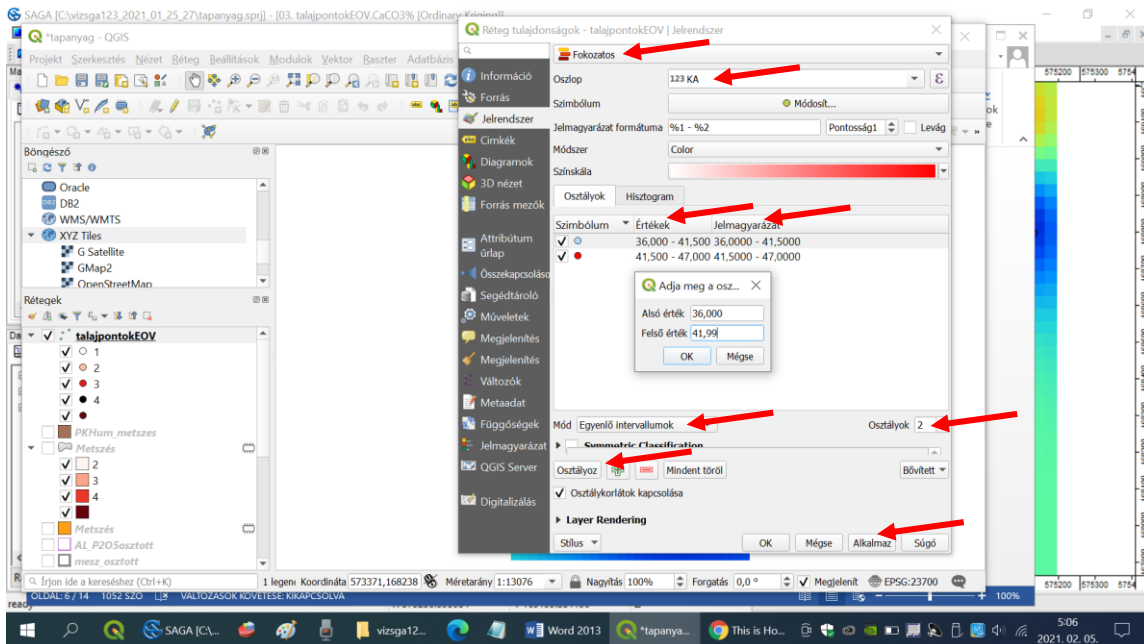 SAGA [C:\vizsga123_2021_01_25_27\tapanyag.sprj] - [03. talajpontokEOV.CaCO3% [Ordinary Kriging]]
*tapanyag - QGIS
Projekt Szerkesztés Nézet Réteg Beállítások Modulok Vektor Raszter Adatbázis
Böngésző
Oracle
DB2
WMS/WMTS
XYZ Tiles
G Satellite
GMap2
OpenStreetMap
Rétegek
talajpontokEOV
1
2
3
4
PKHum_metszes
Metszés
2
3
4
Metszés
AL_P2O5osztott
mesz_osztott
Írjon ide a kereséshez (Ctrl+K)
1 legen
Koordináta 573371,168238
Méretarány 1:13076
Nagyítás 100%
Forgatás 0,0 °
Megjelenít
EPSG:23700
Réteg tulajdonságok - talajpontokEOV | Jelrendszer
Információ
Forrás
Jelrendszer
Cimkék
Diagramok
3D nézet
Forrás mezők
Attribútum
űrlap
Összekapcsoláso
Segédtároló
Műveletek
Megjelenítés
Megjelenítés
Változók
Metaadat
Függőségek
Jelmagyarázat
QGIS Server
Digitalizálás
Fokozatos
Oszlop
123 KA
ε
Szimbólum
Módosít...
Jelmagyarázat formátuma %1 - %2
Pontosság1
Levág
Módszer
Color
Színskála
Osztályok
Hisztogram
Szimbólum Értékek Jelmagyarázat
36,000 - 41,500 36,0000 - 41,5000
41,500 - 47,000 41,5000 - 47,0000
Adja meg a osz...
Alsó érték 36,000
Felső érték 41,99
OK Mégse
Mód Egyenlő intervallumok
Osztályok 2
Symmetric Classification
Osztályoz
Mindent töröl
Bővített
Osztálykorlátok kapcsolása
Layer Rendering
Stílus
OK Mégse Alkalmaz Súgó
575200 575300 5754
575200 575300 5754
OLDAL: 6 / 14 1052 SZÓ VÁLTOZÁSOK KÖVETÉSE: KIKAPCSOLVA
100%
ready
SAGA [C:\...
vizsga12...
Word 2013
*tapanya...
This is Ho...
5:06
2021. 02. 05.